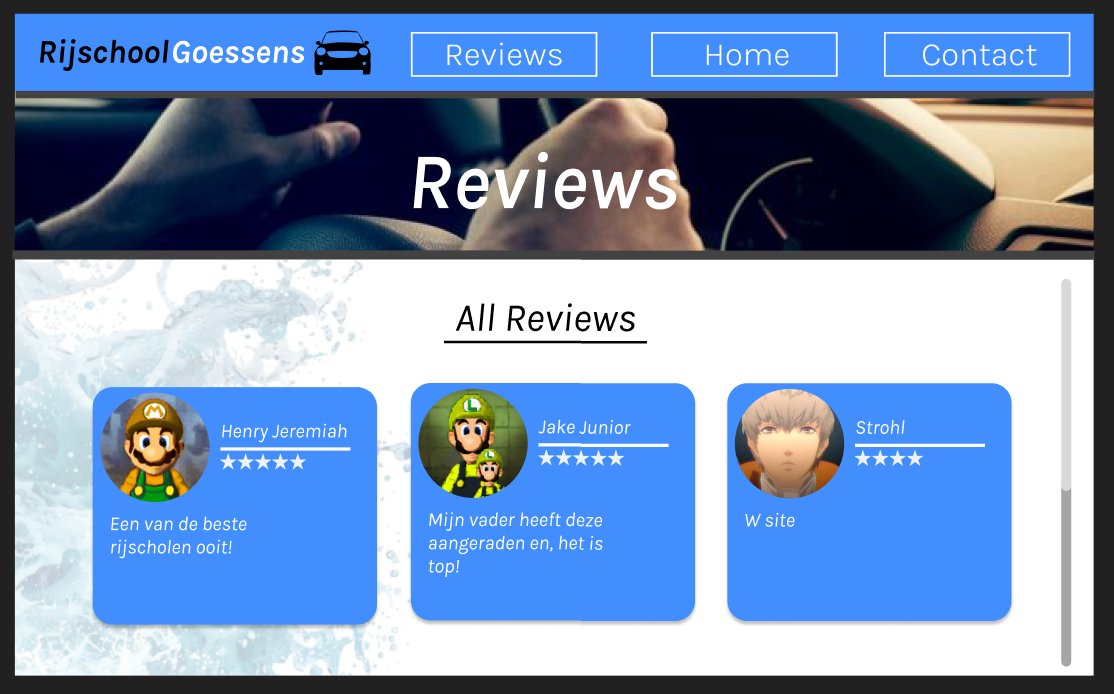 RijschoolGoessens
Reviews
Home
Contact
Reviews
All Reviews
Henry Jeremiah
★★★★★
Een van de beste
rijscholen ooit!
Jake Junior
★★★★★
Mijn vader heeft deze
aangeraden en, het is
top!
Strohl
★★★★
W site